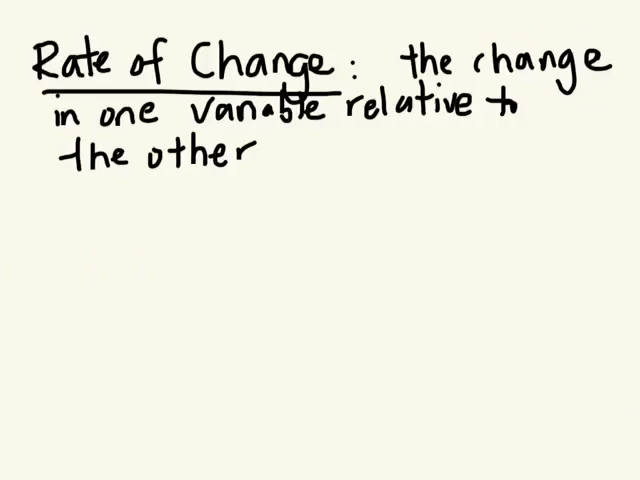 Rate of Change: the change
in one variable relative to
the other